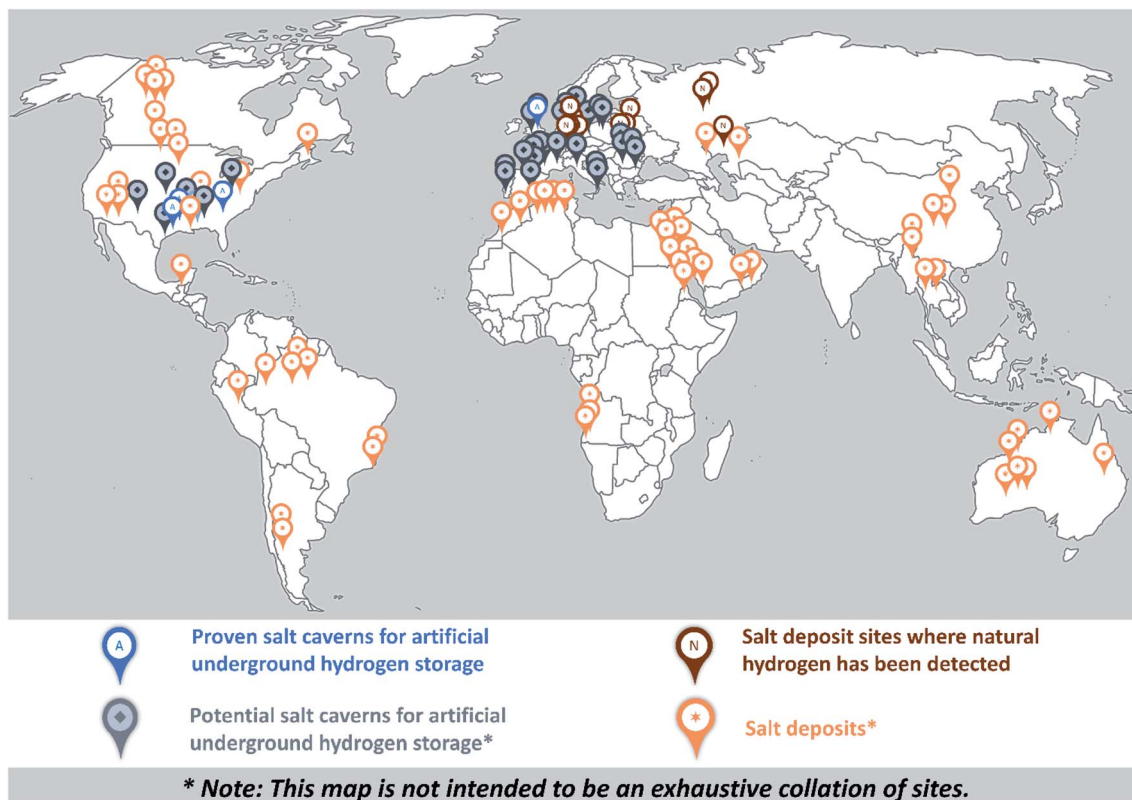 A
Proven salt caverns for artificial
underground hydrogen storage
Potential salt caverns for artificial
underground hydrogen storage*
N
Salt deposit sites where natural
hydrogen has been detected
Salt deposits*
* Note: This map is not intended to be an exhaustive collation of sites.